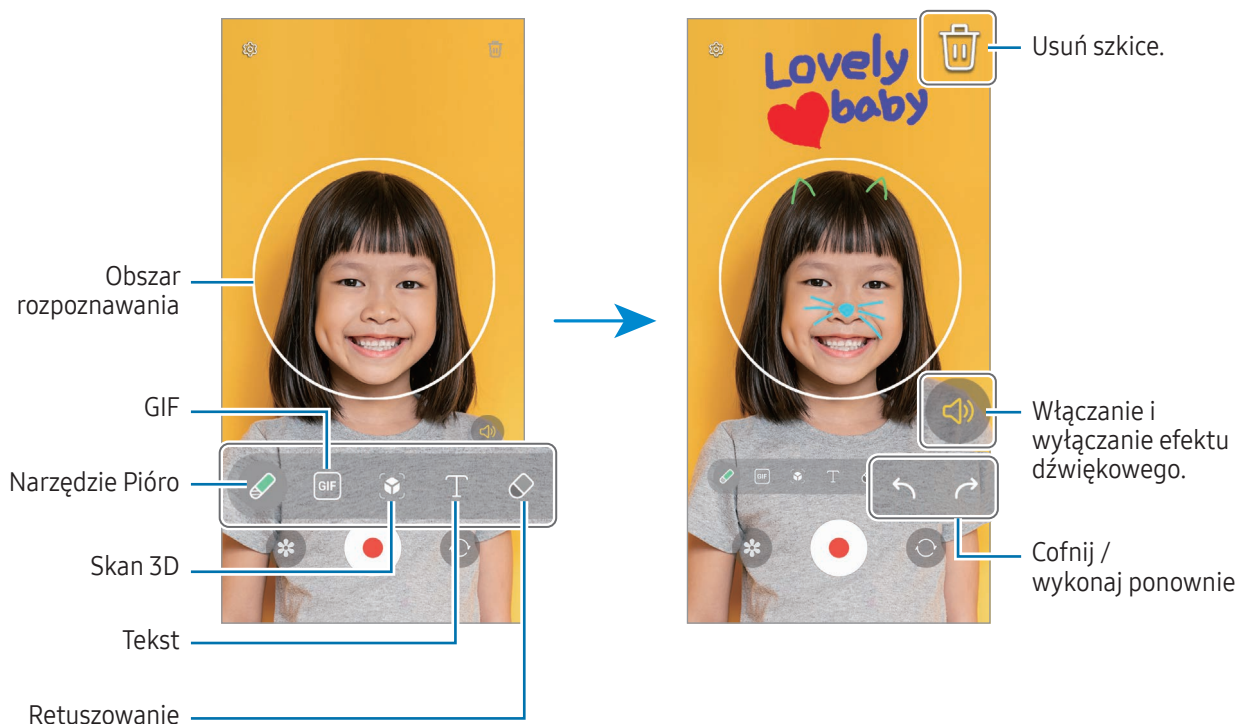 Lovely
baby
Usuń szkice.
Obszar
rozpoznawania
GIF
Włączanie i
wyłączanie efektu
dźwiękowego.
Narzędzie Pióro
GIF
T
GIF
T
Skan 3D
Cofnij /
wykonaj ponownie
Tekst
Retuszowanie